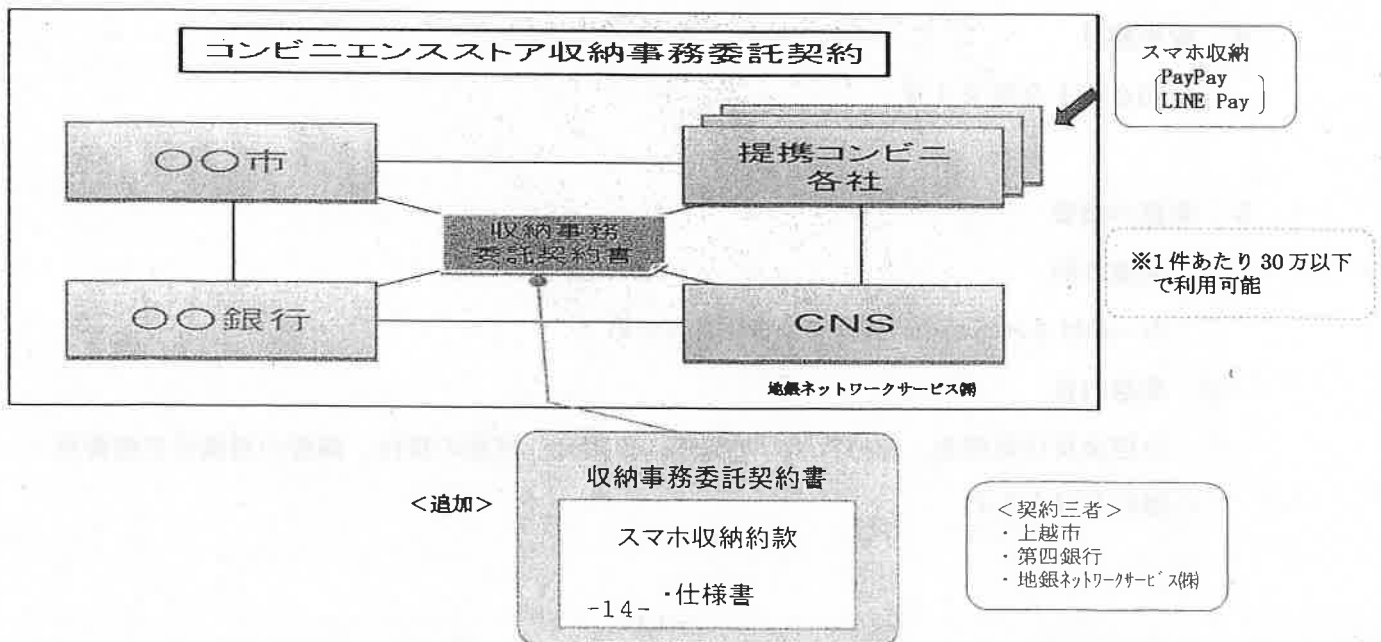 コンビニエンスストア収納事務委託契約
スマホ収納
PayPay
LINE Pay
〇〇市
提携コンビニ
各社
収納事務
委託契約書
※1件あたり30万以下
で利用可能
〇〇銀行
CNS
地銀ネットワークサービス㈱
収納事務委託契約書
<追加>
スマホ収納約款
・仕様書
-14-
<契約三者>
・上越市
・第四銀行
・地銀ネットワークサービス㈱